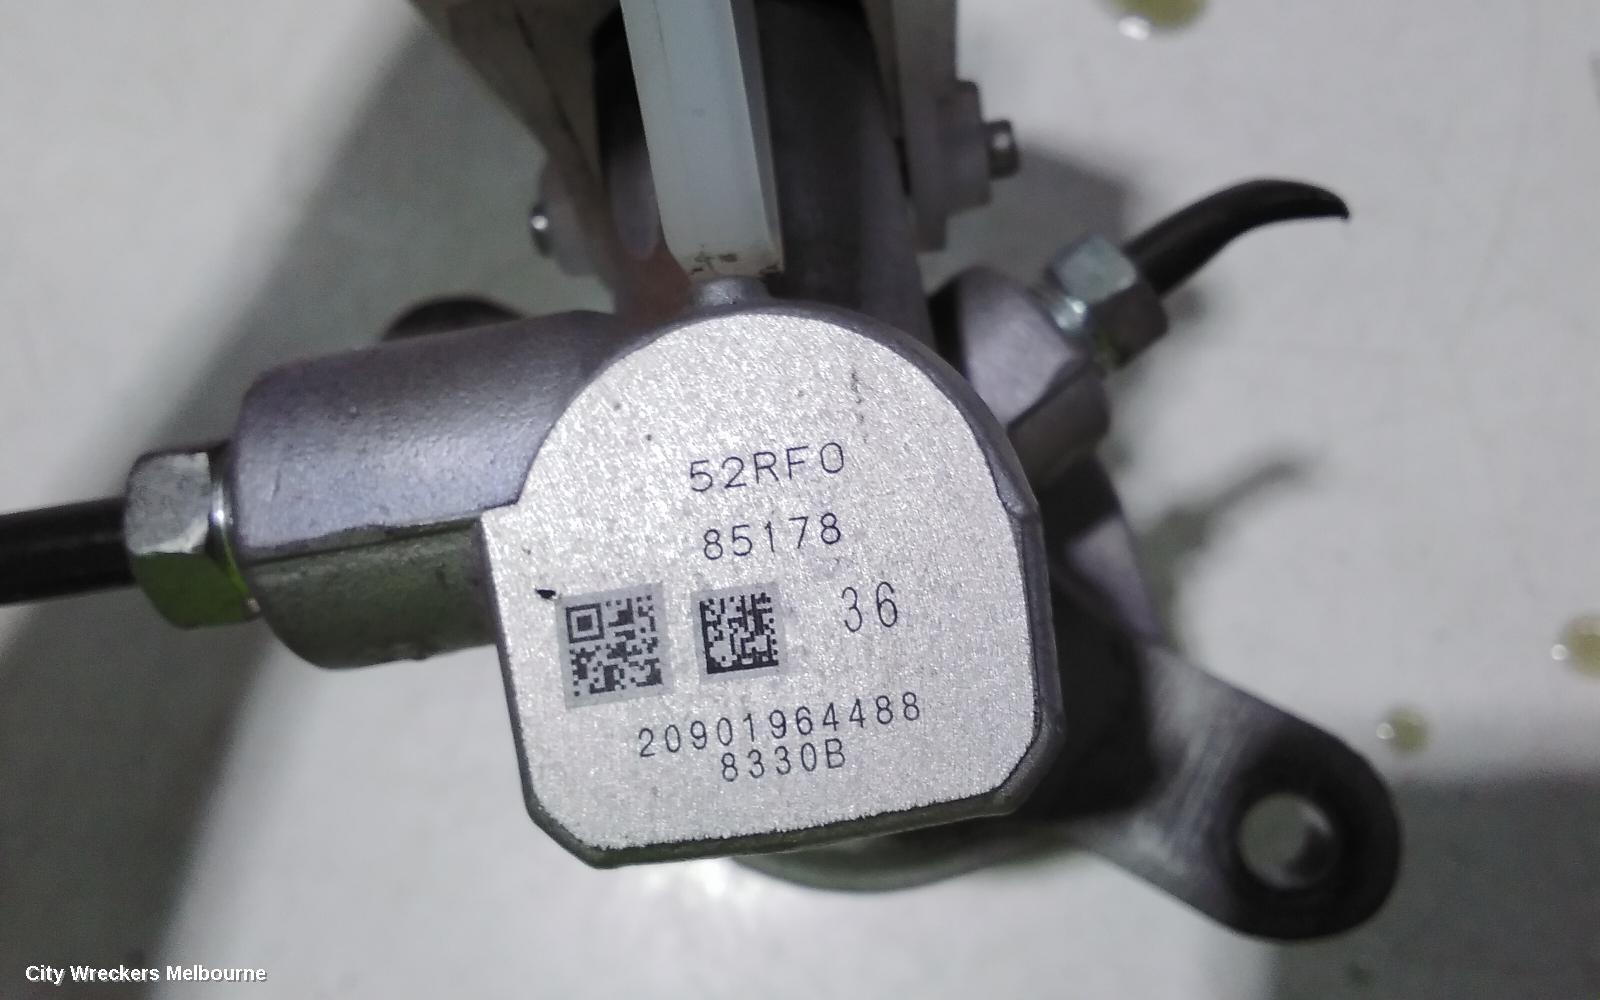 52RF0
85178
36
20901964488
8330B
City Wreckers Melbourne